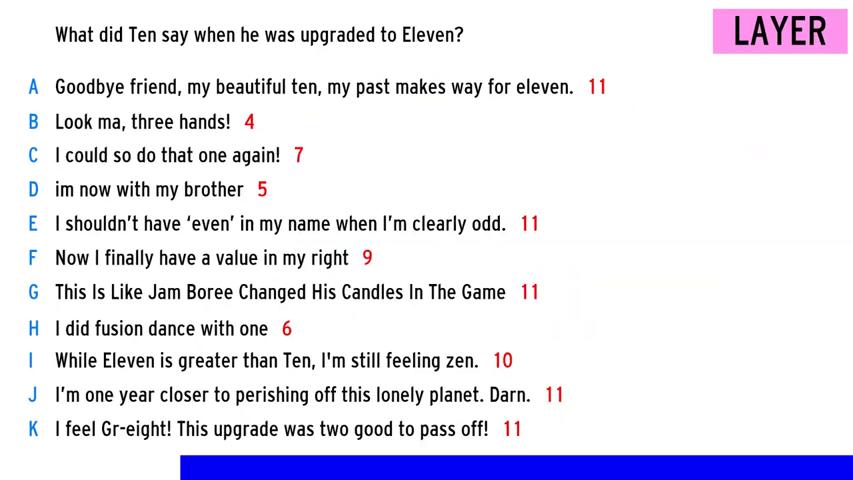 What did Ten say when he was upgraded to Eleven?
LAYER
A Goodbye friend, my beautiful ten, my past makes way for eleven. 11
B Look ma, three hands! 4
C I could so do that one again! 7
D im now with my brother 5
E I shouldn't have ‘even’ in my name when I'm clearly odd. 11
F Now I finally have a value in my right 9
G This Is Like Jam Boree Changed His Candles In The Game 11
H I did fusion dance with one 6
I While Eleven is greater than Ten, I'm still feeling zen. 10
J I'm one year closer to perishing off this lonely planet. Darn. 11
K I feel Gr-eight! This upgrade was two good to pass off! 11